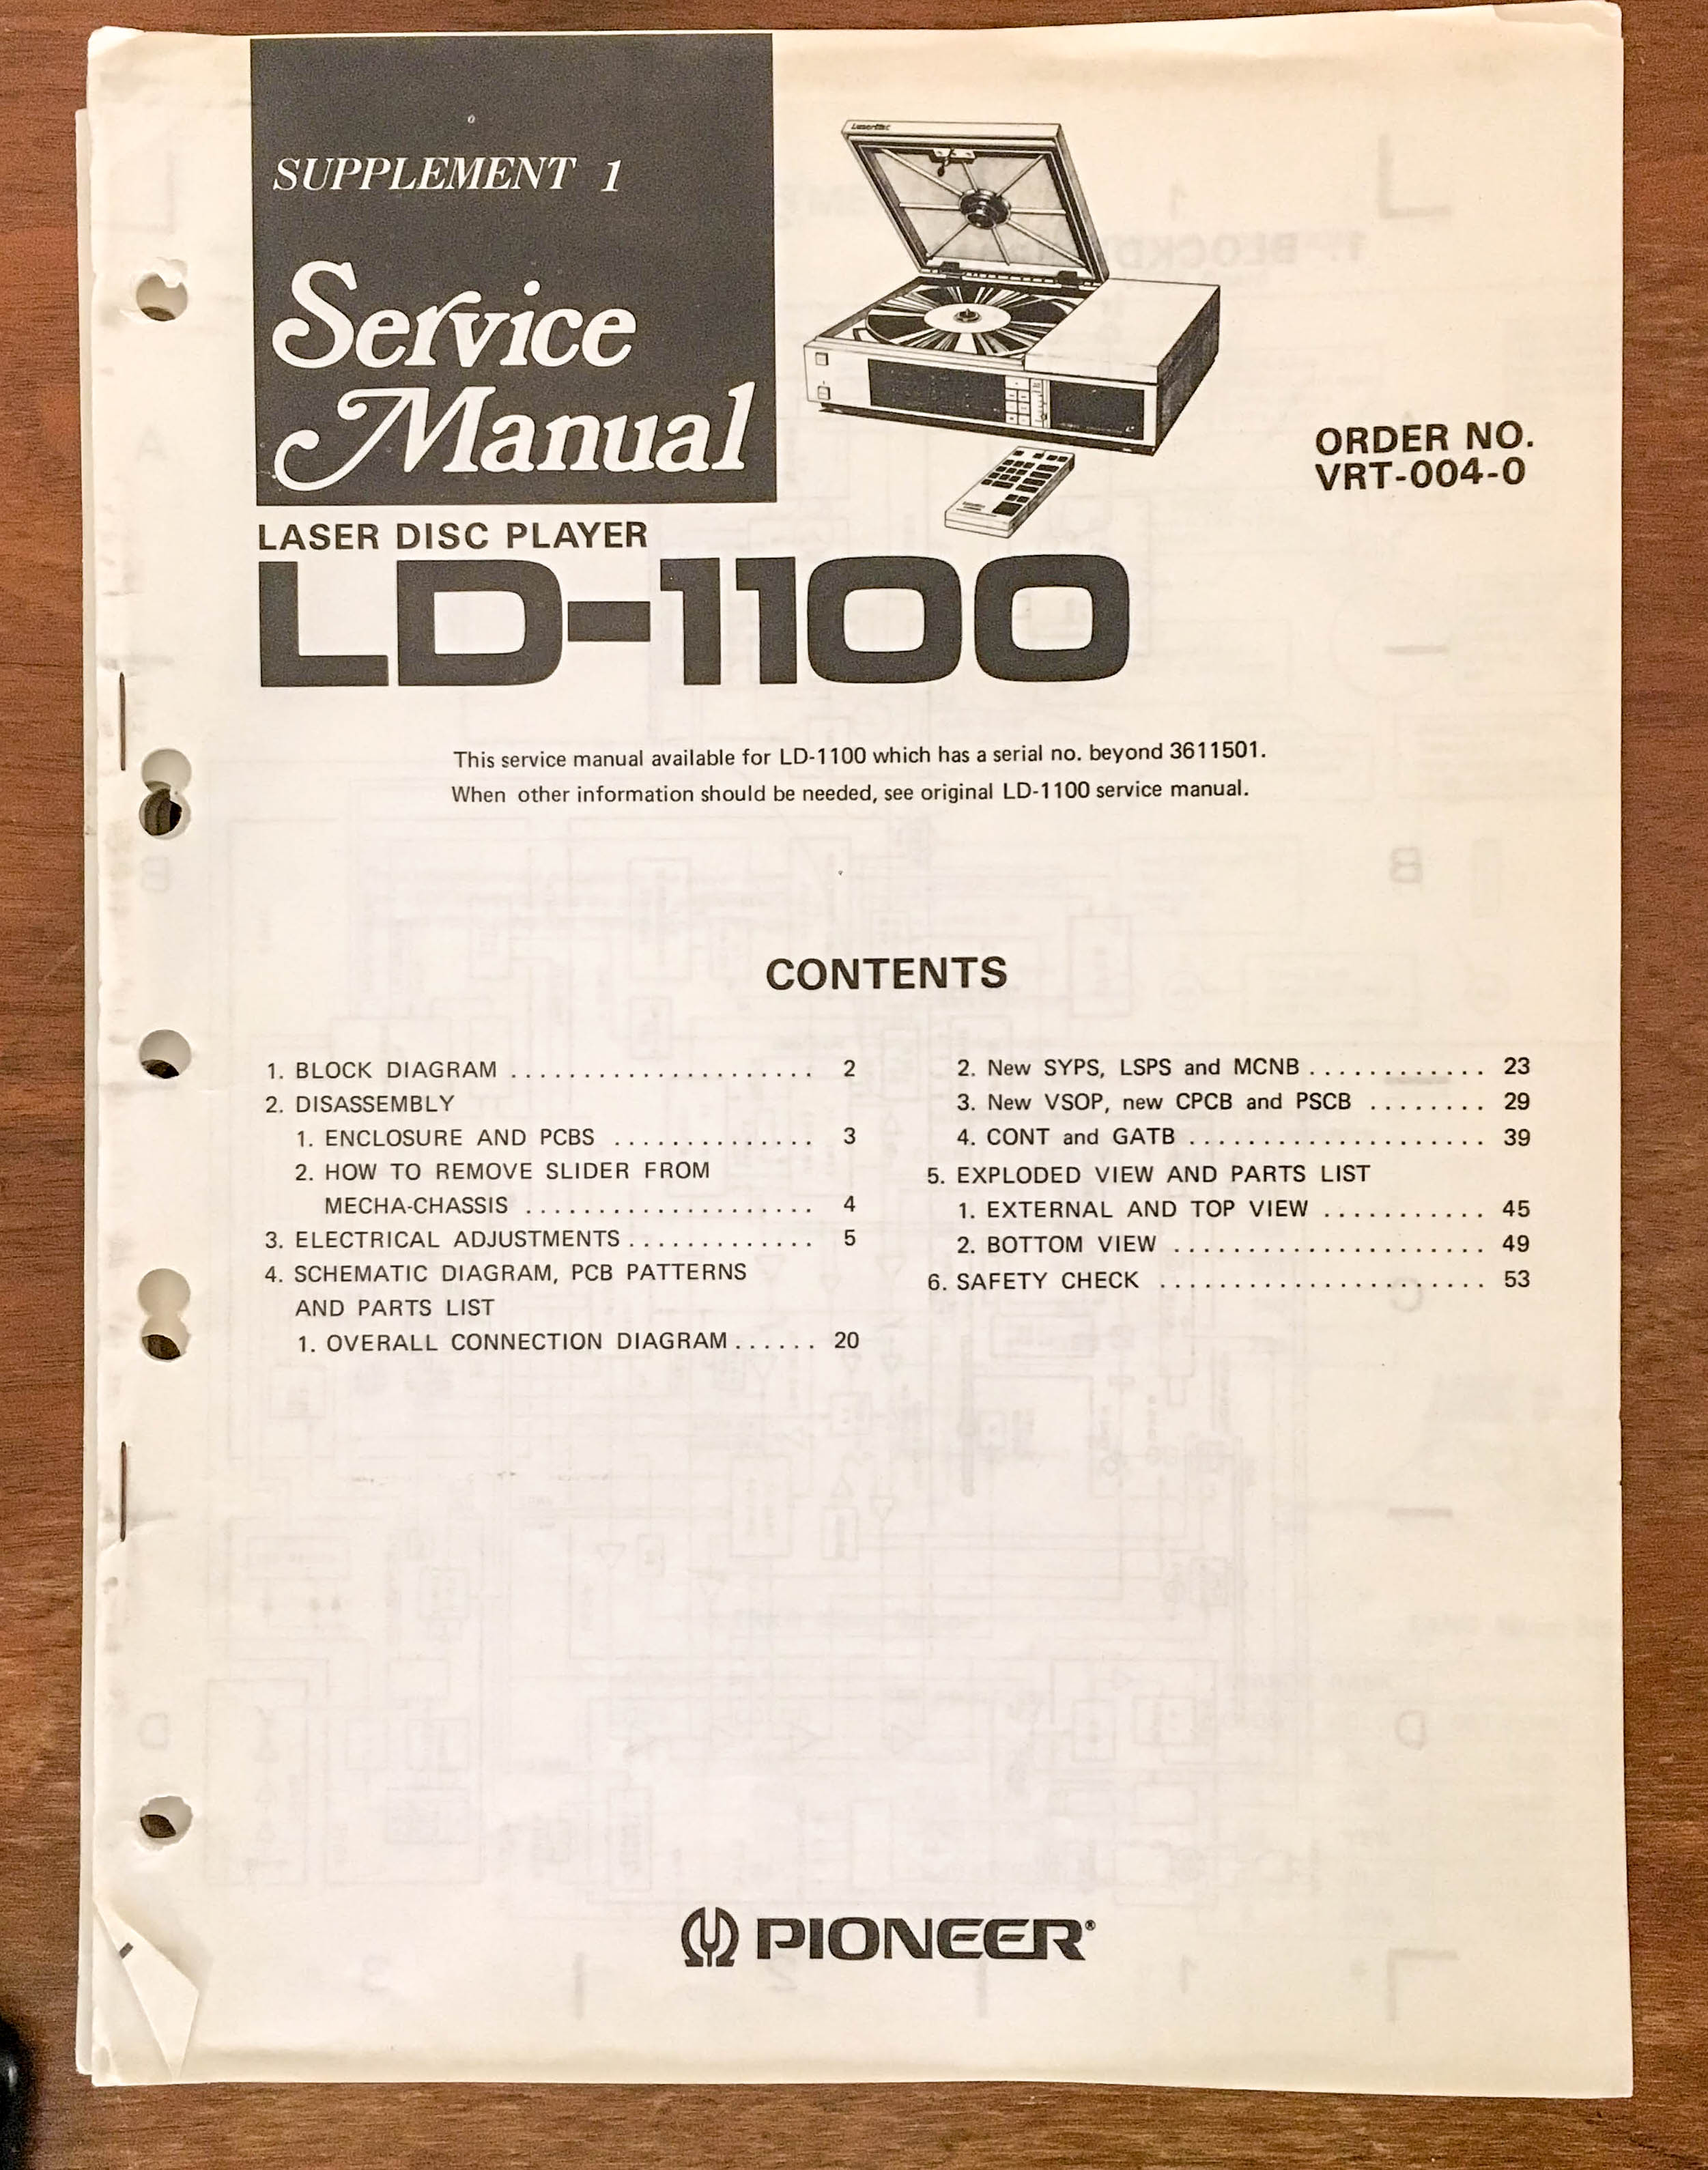 SUPPLEMENT 1
Service
Manual
LaserDisc
ORDER NO.
VRT-004-0
LASER DISC PLAYER
LD-1100
This service manual available for LD-1100 which has a serial no. beyond 3611501.
When other information should be needed, see original LD-1100 service manual.
CONTENTS
1. BLOCK DIAGRAM ..................... 2
2. DISASSEMBLY
1. ENCLOSURE AND PCBS .............. 3
2. HOW TO REMOVE SLIDER FROM
MECHA-CHASSIS .................... 4
3. ELECTRICAL ADJUSTMENTS ............. 5
4. SCHEMATIC DIAGRAM, PCB PATTERNS
AND PARTS LIST
1. OVERALL CONNECTION DIAGRAM ...... 20
2. New SYPS, LSPS and MCNB ............ 23
3. New VSOP, new CPCB and PSCB ........ 29
4. CONT and GATB ..................... 39
5. EXPLODED VIEW AND PARTS LIST
1. EXTERNAL AND TOP VIEW ........... 45
2. BOTTOM VIEW ...................... 49
6. SAFETY CHECK ....................... 53
PIONEER®